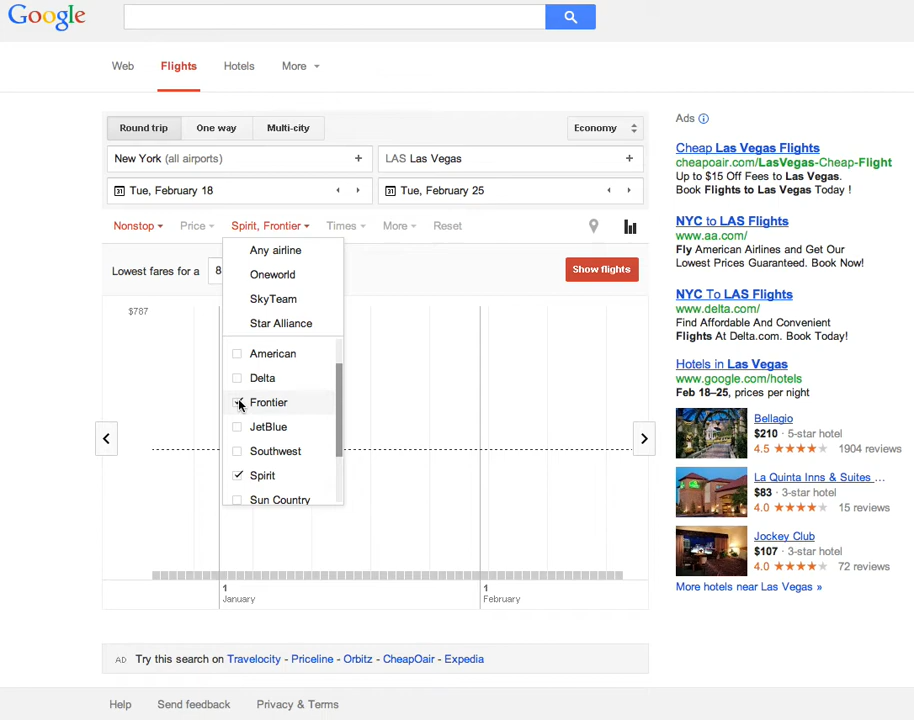 Google
Web Flights Hotels More
Round trip One way Multi-city Economy
New York (all airports) + LAS Las Vegas +
31 Tue, February 18 31 Tue, February 25
Nonstop Price Spirit, Frontier Times More Reset
Any airline
Oneworld
SkyTeam
Star Alliance
American
Delta
Frontier
JetBlue
Southwest
Spirit
Sun Country
Lowest fares for a 8 Show flights
$787
1 1
January February
AD Try this search on Travelocity - Priceline - Orbitz - CheapOair - Expedia
Ads
Cheap Las Vegas Flights
cheapoair.com/LasVegas-Cheap-Flight
Up to $15 Off Fees to Las Vegas.
Book Flights to Las Vegas Today !
NYC to LAS Flights
www.aa.com/
Fly American Airlines and Get Our
Lowest Prices Guaranteed. Book Now!
NYC To LAS Flights
www.delta.com/
Find Affordable And Convenient
Flights At Delta.com. Book Today!
Hotels in Las Vegas
www.google.com/hotels
Feb 18–25, prices per night
Bellagio
$210 · 5-star hotel
4.5 ★★★★★ 1904 reviews
La Quinta Inns & Suites ...
$83 · 3-star hotel
4.0 ★★★★★ 15 reviews
Jockey Club
$107 · 3-star hotel
4.0 ★★★★★ 72 reviews
More hotels near Las Vegas »
Help Send feedback Privacy & Terms